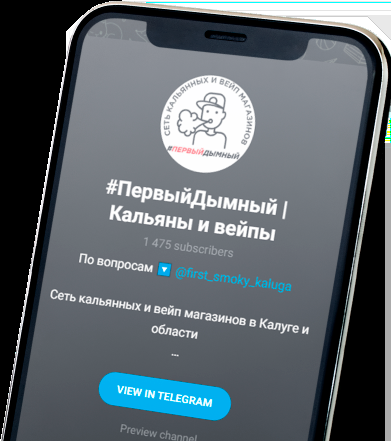 СЕТЬ КАЛЬЯННЫХ И ВЕЙП МАГАЗИНОВ
#ПЕРВЫЙДЫМНЫЙ
#ПервыйДымный |
Кальяны и вейпы
1 475 subscribers
По вопросам ▼ @first_smoky_kaluga
Сеть кальянных и вейп магазинов в Калуге и
области
...
VIEW IN TELEGRAM
Preview channel